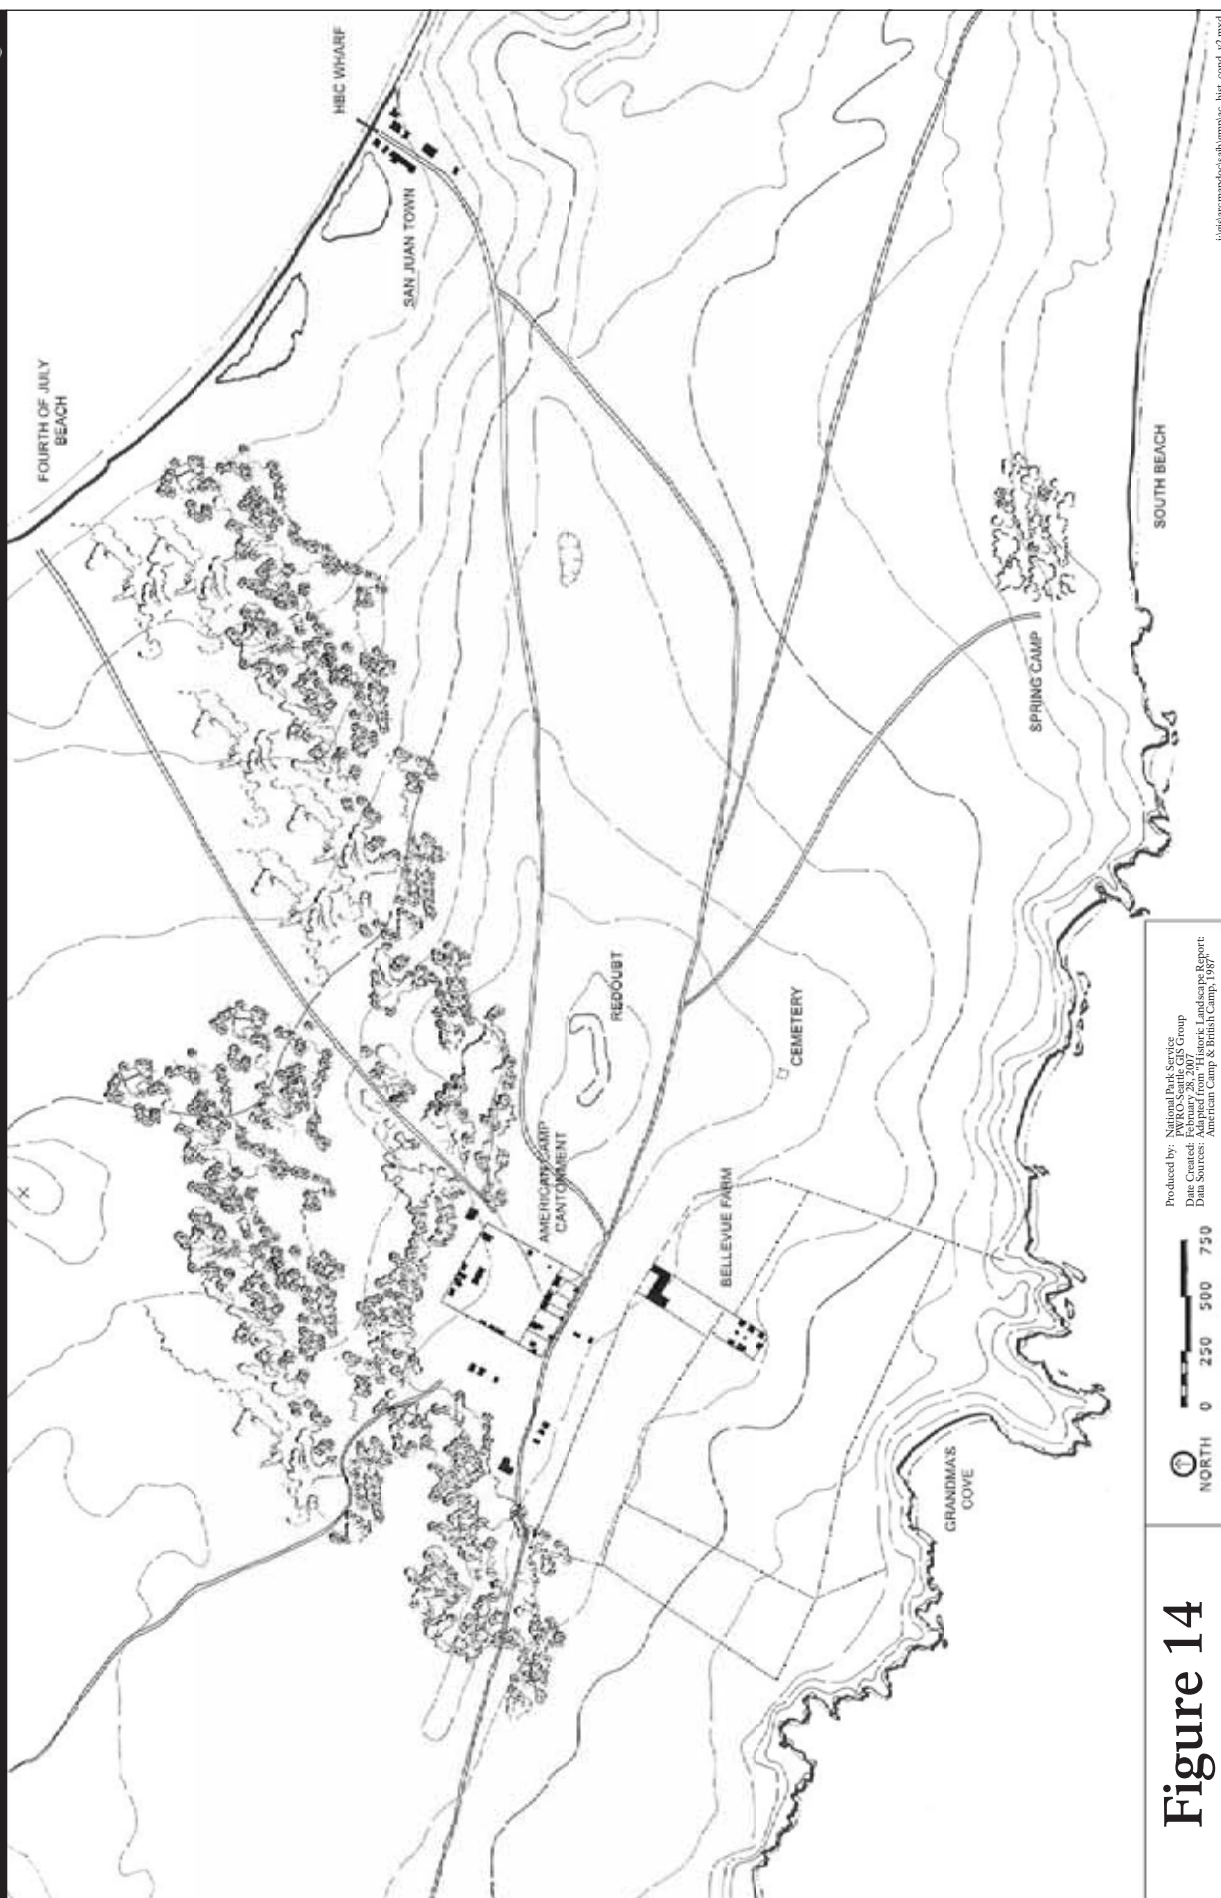 FOURTH OF JULY
BEACH
HBC WHARF
SAN JUAN TOWN
SOUTH BEACH
SPRING CAMP
REDOUBT
CEMETERY
AMERICAN CAMP
CANTONMENT
BELLEVUE FARM
GRANDMA'S
COVE
Figure 14
NORTH
0 250 500 750
Produced by: National Park Service
PWRO-Seattle GIS Group
Date Created: February 28, 2007
Data Sources: Adapted from "Historic Landscape Report:
American Camp & British Camp, 1987"